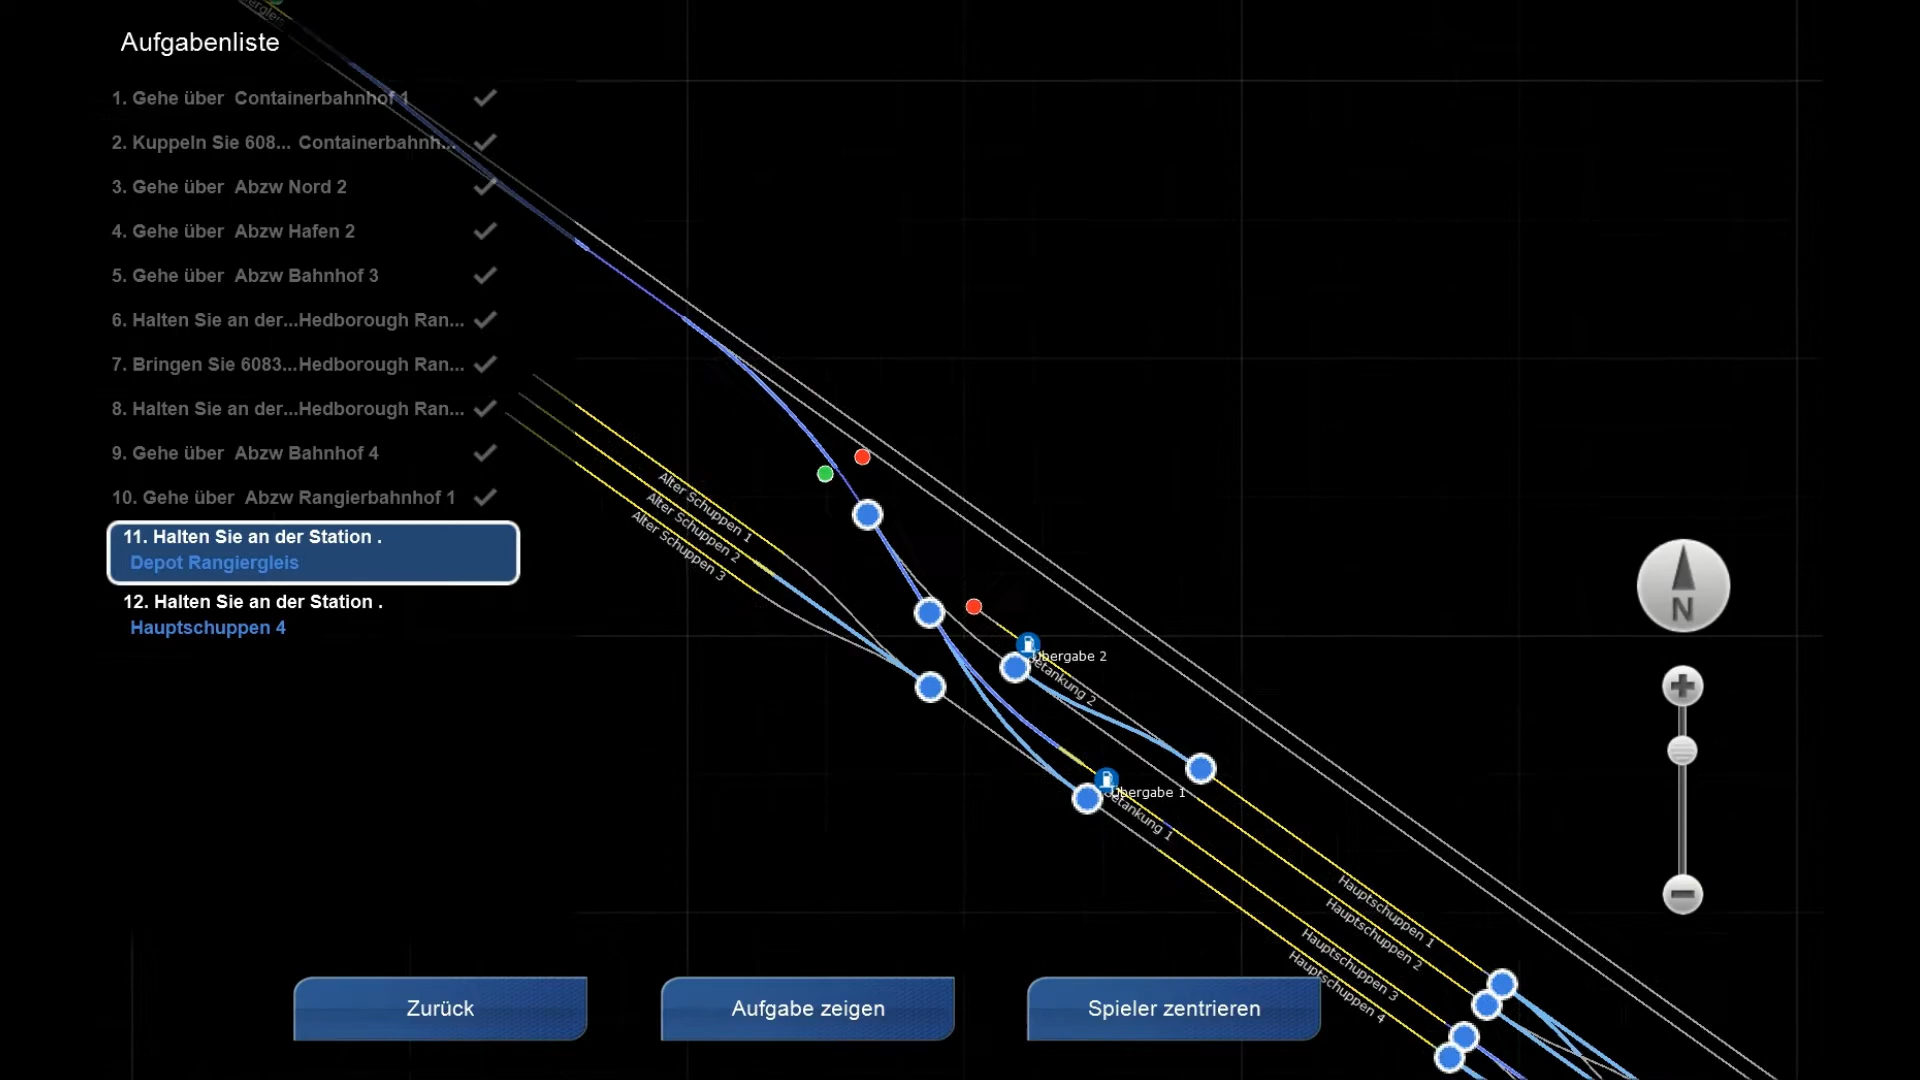 Aufgabenliste
1. Gehe über Containerbahnhof 1
2. Kuppeln Sie 608... Containerbahnh...
3. Gehe über Abzw Nord 2
4. Gehe über Abzw Hafen 2
5. Gehe über Abzw Bahnhof 3
6. Halten Sie an der...Hedborough Ran...
7. Bringen Sie 6083...Hedborough Ran...
8. Halten Sie an der...Hedborough Ran...
9. Gehe über Abzw Bahnhof 4
10. Gehe über Abzw Rangierbahnhof 1
11. Halten Sie an der Station .
Depot Rangiergleis
12. Halten Sie an der Station .
Hauptschuppen 4
Alter Schuppen 1
Alter Schuppen 2
Alter Schuppen 3
Übergabe 2
Betankung 2
Übergabe 1
Betankung 1
Hauptschuppen 1
Hauptschuppen 2
Hauptschuppen 3
Hauptschuppen 4
N
Zurück
Aufgabe zeigen
Spieler zentrieren